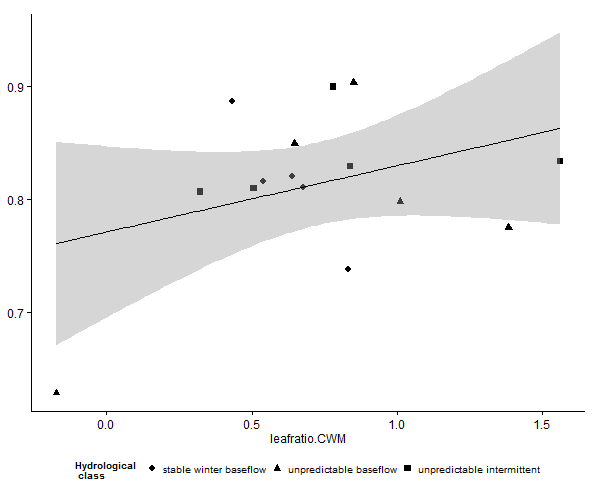 0.9
0.8
0.7
0.0 0.5 1.0 1.5
leafratio.CWM
Hydrological
class
stable winter baseflow unpredictable baseflow unpredictable intermittent